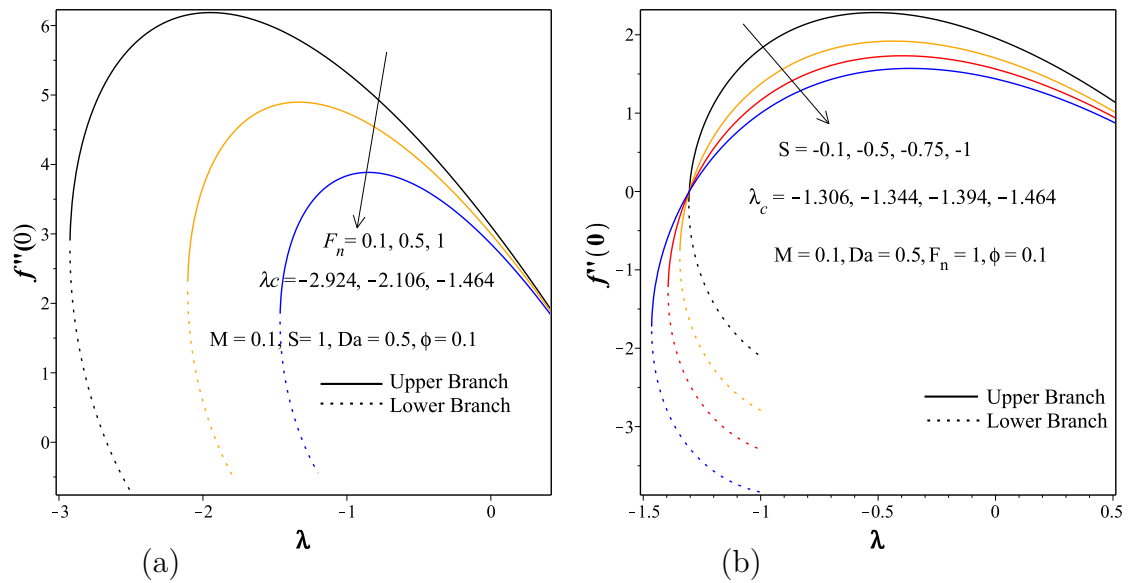 6
5
4
3
2
1
0
f"(0)
−3
−2
−1
0
λ
Fn = 0.1, 0.5, 1
λc = −2.924, −2.106, −1.464
M = 0.1, S= 1, Da = 0.5, ϕ = 0.1
Upper Branch
Lower Branch
(a)
2
1
0
−1
−2
−3
f"(0)
−1.5
−1
−0.5
0
0.5
λ
S = -0.1, -0.5, -0.75, -1
λc = −1.306, −1.344, −1.394, −1.464
M = 0.1, Da = 0.5, Fn = 1, ϕ = 0.1
Upper Branch
Lower Branch
(b)